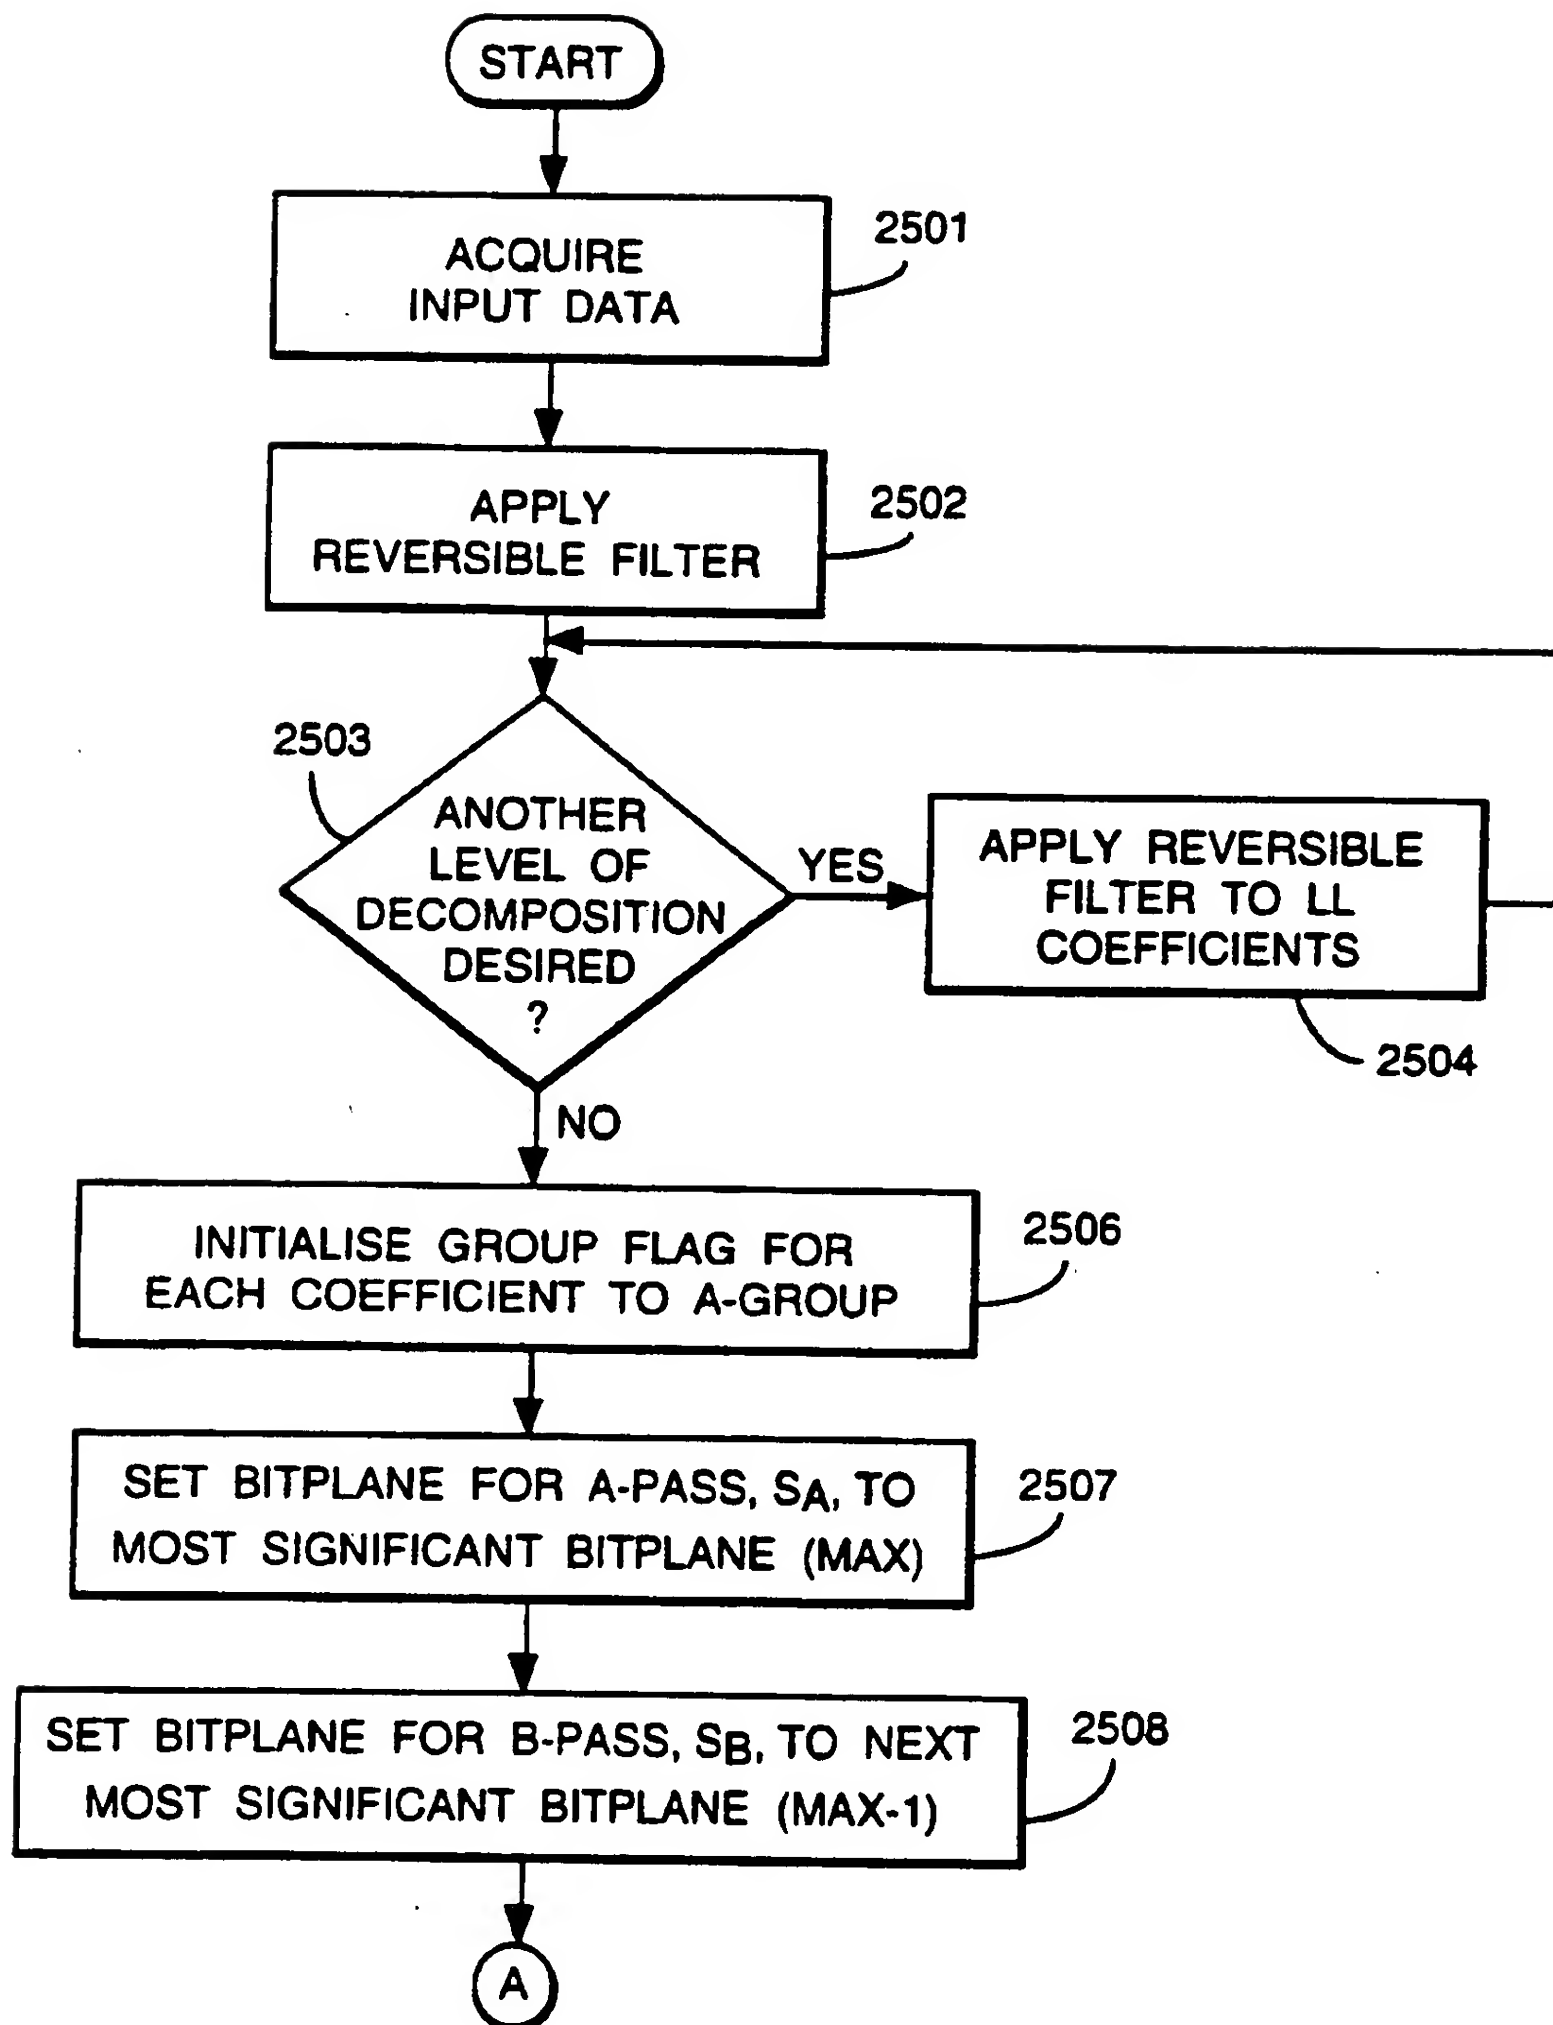 START
ACQUIRE
INPUT DATA
2501
APPLY
REVERSIBLE FILTER
2502
2503
ANOTHER
LEVEL OF
DECOMPOSITION
DESIRED
?
YES
APPLY REVERSIBLE
FILTER TO LL
COEFFICIENTS
2504
NO
INITIALISE GROUP FLAG FOR
EACH COEFFICIENT TO A-GROUP
2506
SET BITPLANE FOR A-PASS, SA, TO
MOST SIGNIFICANT BITPLANE (MAX)
2507
SET BITPLANE FOR B-PASS, SB, TO NEXT
MOST SIGNIFICANT BITPLANE (MAX-1)
2508
A